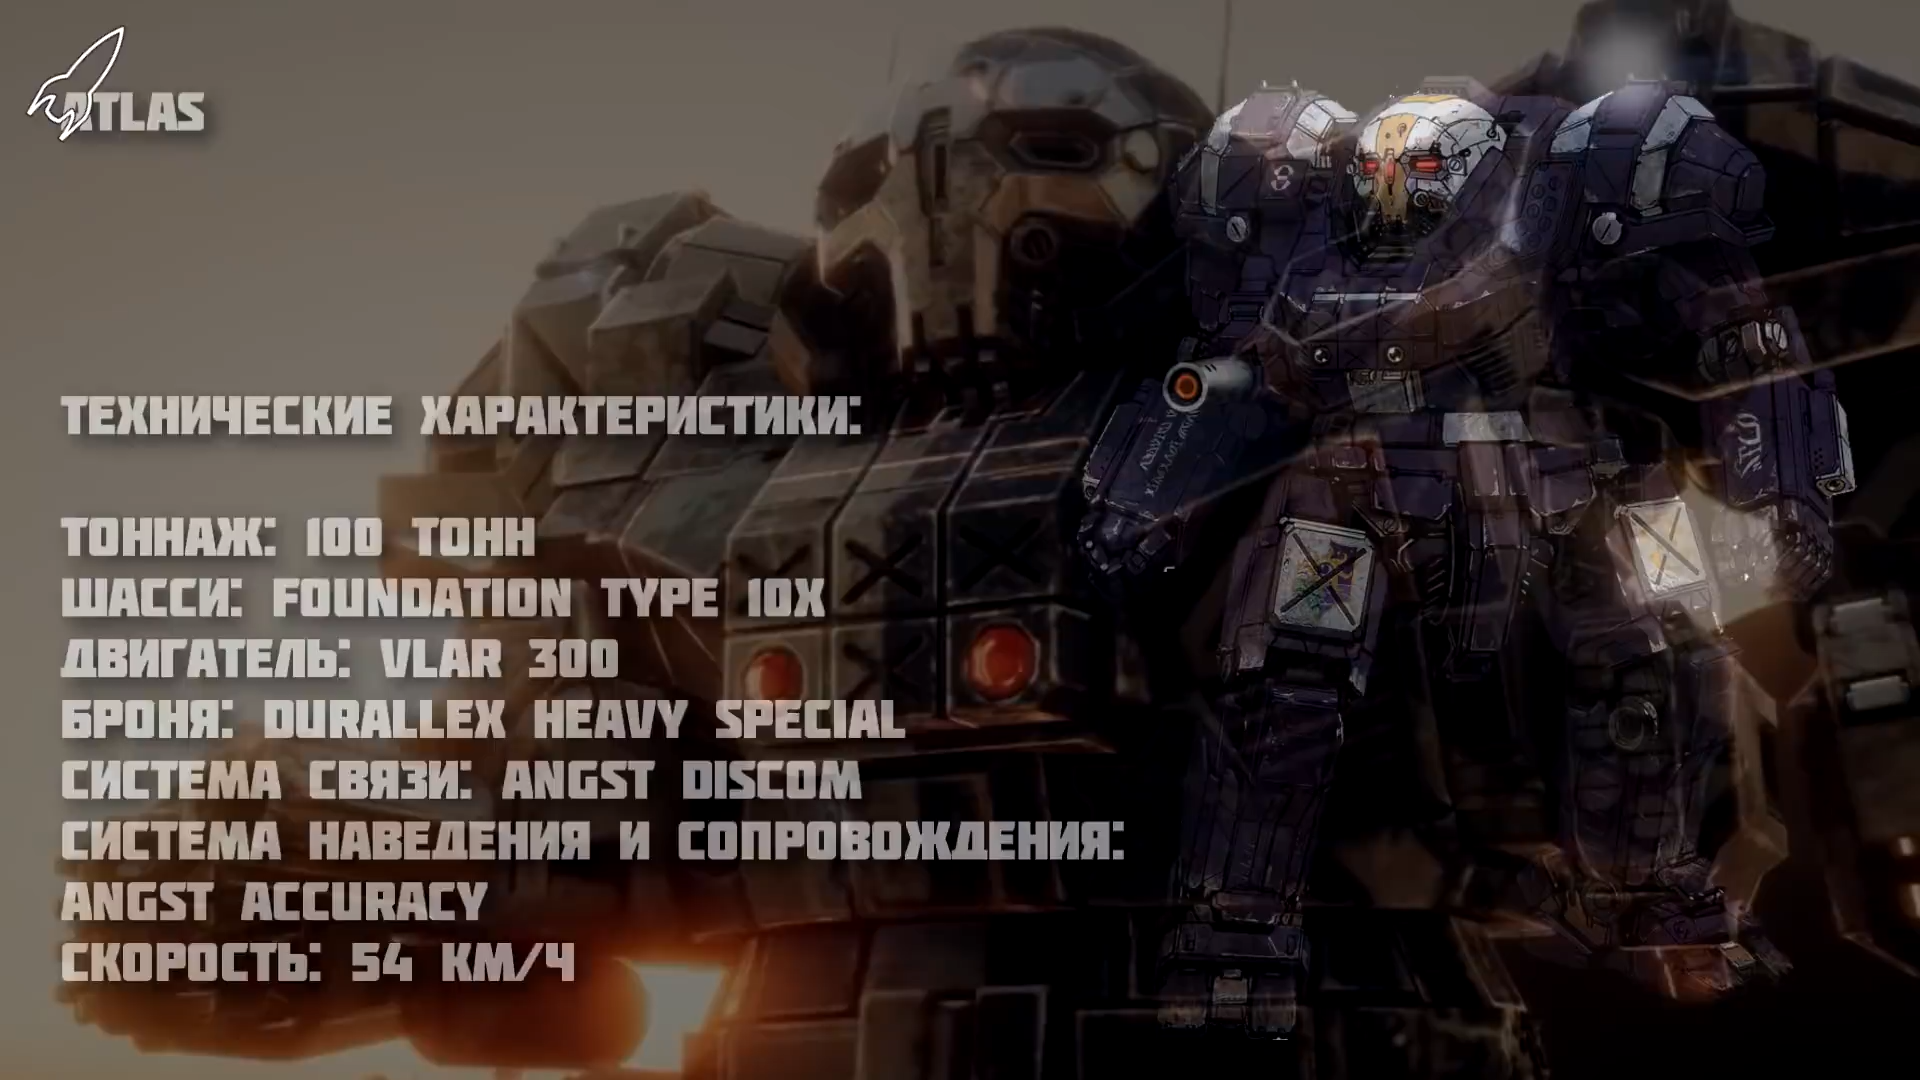 ATLAS
ТЕХНИЧЕСКИЕ ХАРАКТЕРИСТИКИ:
ТОННАЖ: 100 ТОНН
ШАССИ: FOUNDATION TYPE 10X
ДВИГАТЕЛЬ: VLAR 300
БРОНЯ: DURALLEX HEAVY SPECIAL
СИСТЕМА СВЯЗИ: ANGST DISCOM
СИСТЕМА НАВЕДЕНИЯ И СОПРОВОЖДЕНИЯ:
ANGST ACCURACY
СКОРОСТЬ: 54 КМ/Ч